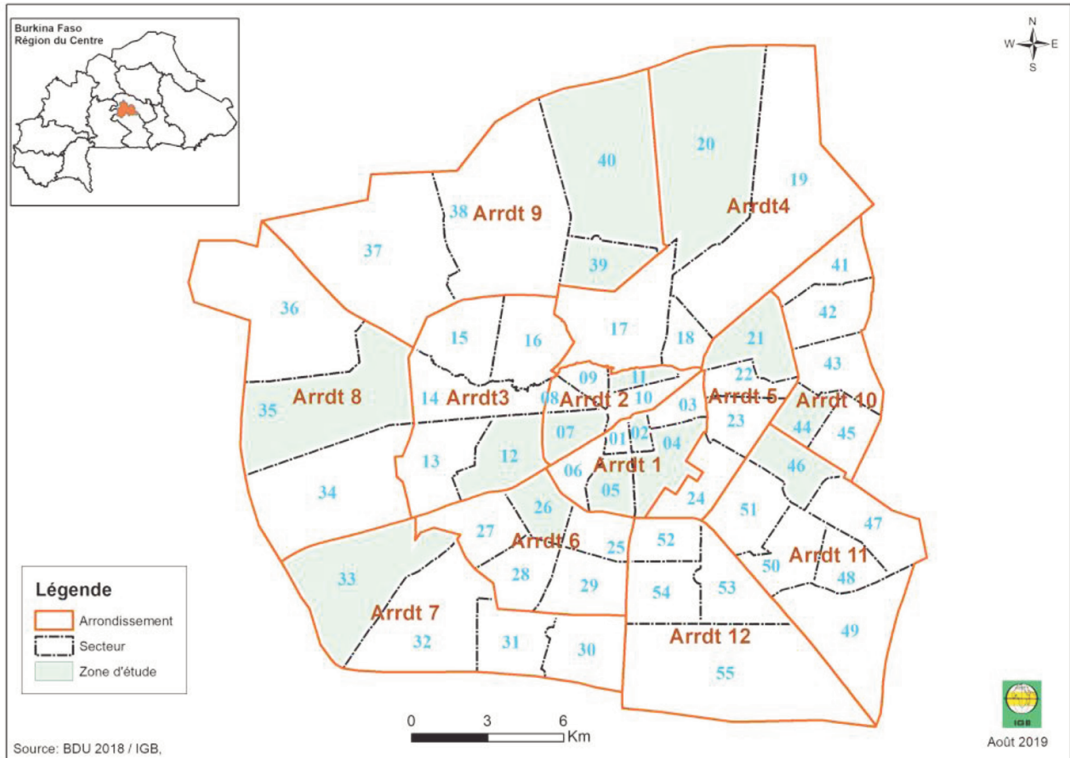 Burkina Faso
Région du Centre
N
W E
S
40
20
19
38
Arrdt 9
Arrdt4
37
39
41
36
42
17
18
15
16
21
43
09
11
22
Arrdt 8
14
Arrdt3
08
Arrdt 2
10
03
Arrdt 5
Arrdt 10
35
07
01
02
04
23
44
45
13
12
06
Arrdt 1
46
34
05
24
26
51
47
27
Arrdt 6
25
52
Arrdt 11
33
28
29
54
53
50
48
Arrdt 7
32
31
30
Arrdt 12
49
55
Légende
Arrondissement
Secteur
Zone d'étude
0 3 6
Km
IGB
Août 2019
Source: BDU 2018 / IGB,